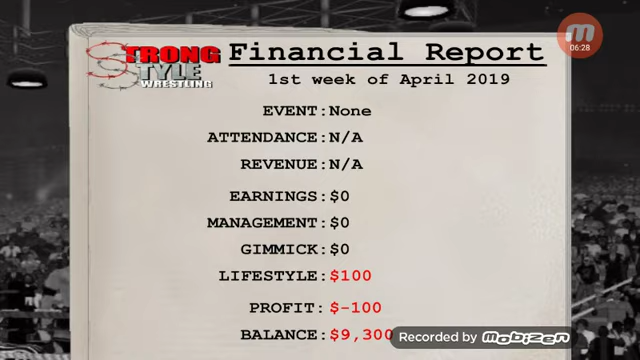 STRONG
STYLE
WRESTLING
Financial Report
06:28
1st week of April 2019
EVENT: None
ATTENDANCE: N/A
REVENUE: N/A
EARNINGS: $0
MANAGEMENT: $0
GIMMICK: $0
LIFESTYLE: $100
PROFIT: $-100
BALANCE: $9,300
Recorded by mobizen